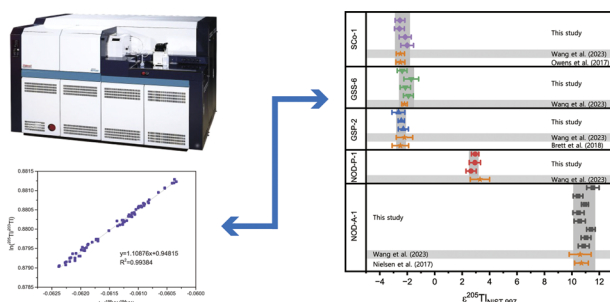 SCo-1
This study
Wang et al. (2023)
Owens et al. (2017)
GSS-6
This study
Wang et al. (2023)
GSP-2
This study
Wang et al. (2023)
Brett et al. (2018)
NOD-P-1
This study
Wang et al. (2023)
NOD-A-1
This study
Wang et al. (2023)
Nielsen et al. (2017)
-4 -2 0 2 4 6 8 10 12
ε²⁰⁵Tl NIST 997
0.8815
0.8810
0.8805
0.8800
0.8795
0.8790
y=1.10876x+0.94815
R²=0.99384
-0.0625 -0.0620 -0.0615 -0.0610 -0.0605 -0.0600